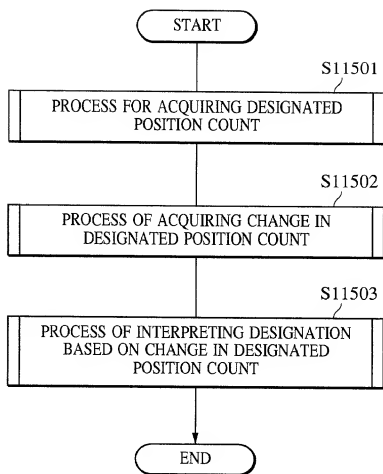 START
S11501
PROCESS FOR ACQUIRING DESIGNATED
POSITION COUNT
S11502
PROCESS OF ACQUIRING CHANGE IN
DESIGNATED POSITION COUNT
S11503
PROCESS OF INTERPRETING DESIGNATION
BASED ON CHANGE IN DESIGNATED
POSITION COUNT
END